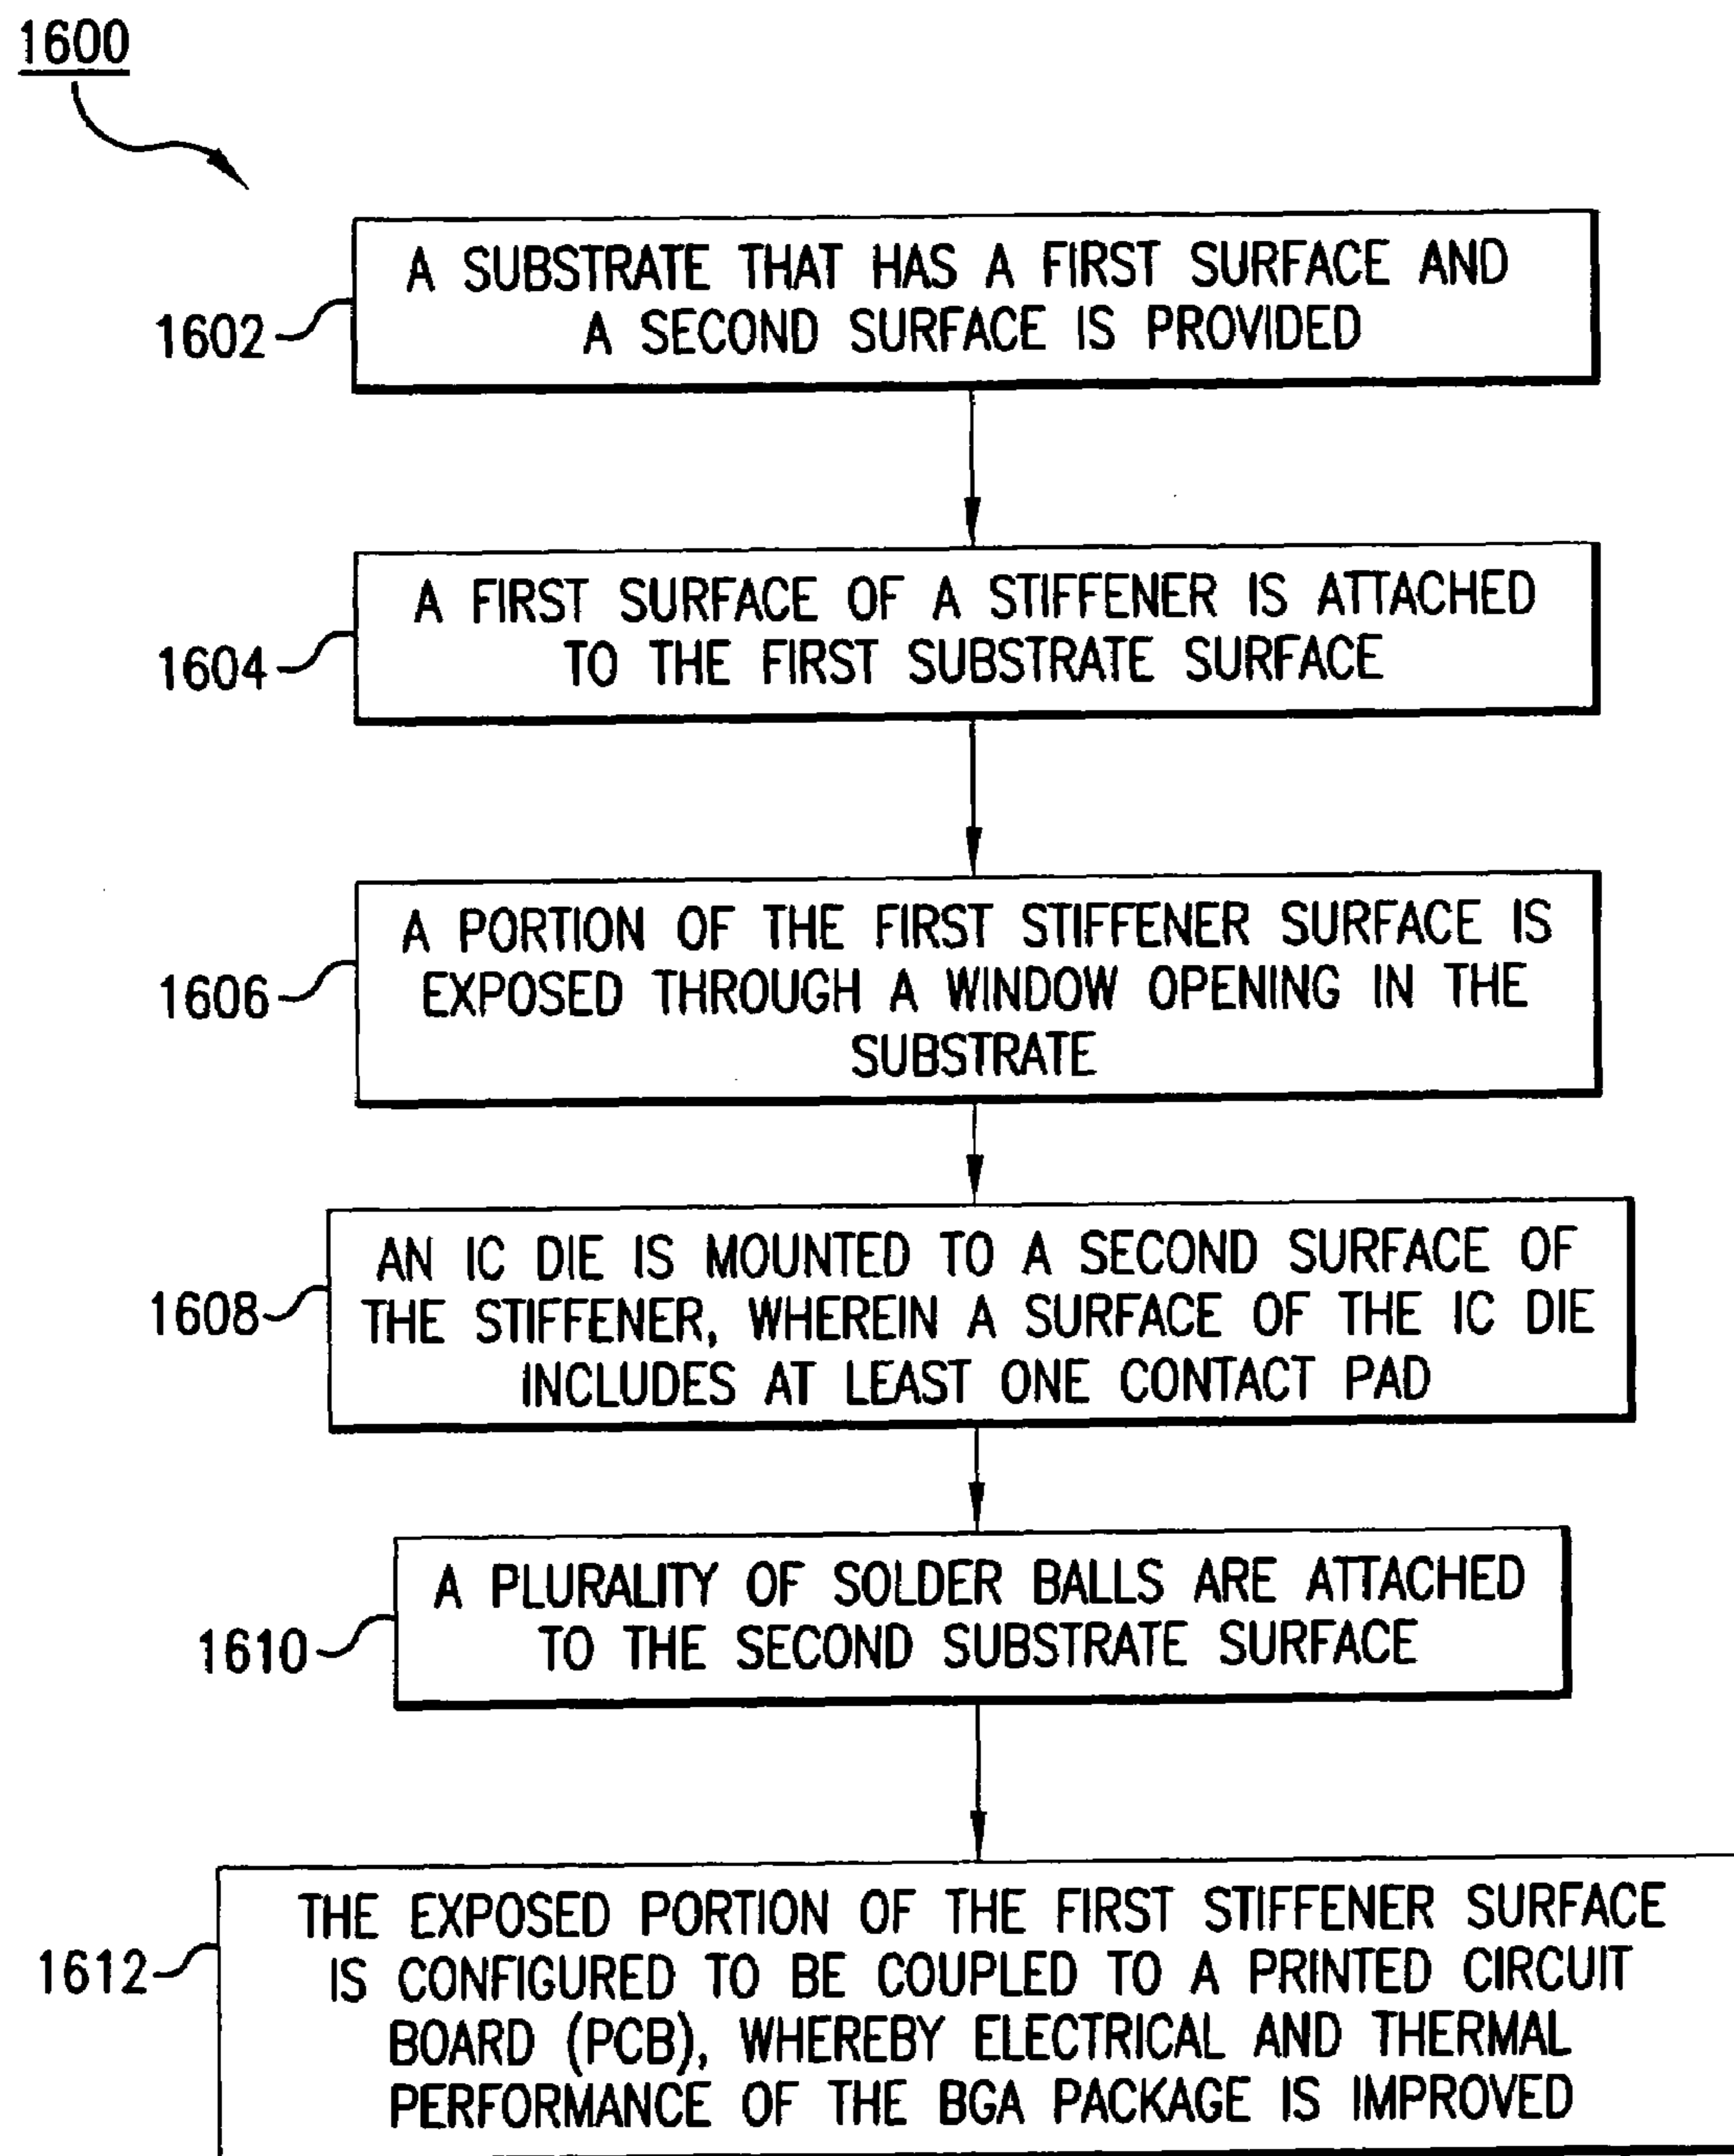 1600
1602
A SUBSTRATE THAT HAS A FIRST SURFACE AND
A SECOND SURFACE IS PROVIDED
1604
A FIRST SURFACE OF A STIFFENER IS ATTACHED
TO THE FIRST SUBSTRATE SURFACE
1606
A PORTION OF THE FIRST STIFFENER SURFACE IS
EXPOSED THROUGH A WINDOW OPENING IN THE
SUBSTRATE
1608
AN IC DIE IS MOUNTED TO A SECOND SURFACE OF
THE STIFFENER, WHEREIN A SURFACE OF THE IC DIE
INCLUDES AT LEAST ONE CONTACT PAD
1610
A PLURALITY OF SOLDER BALLS ARE ATTACHED
TO THE SECOND SUBSTRATE SURFACE
1612
THE EXPOSED PORTION OF THE FIRST STIFFENER SURFACE
IS CONFIGURED TO BE COUPLED TO A PRINTED CIRCUIT
BOARD (PCB), WHEREBY ELECTRICAL AND THERMAL
PERFORMANCE OF THE BGA PACKAGE IS IMPROVED